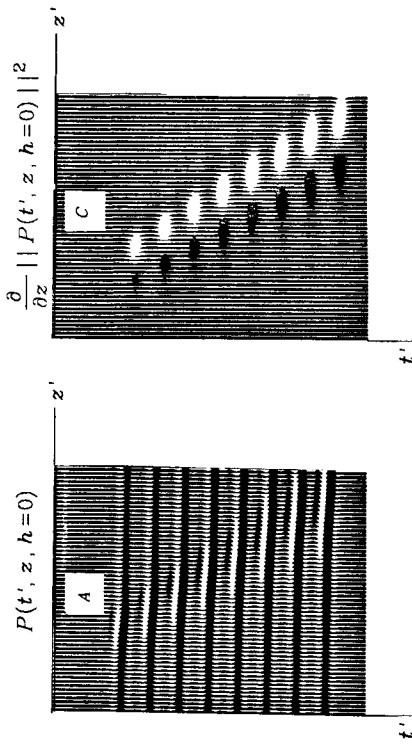 P(t', z, h=0)
A
z'
t'
∂/∂z ||P(t', z, h=0)||²
C
z'
t'